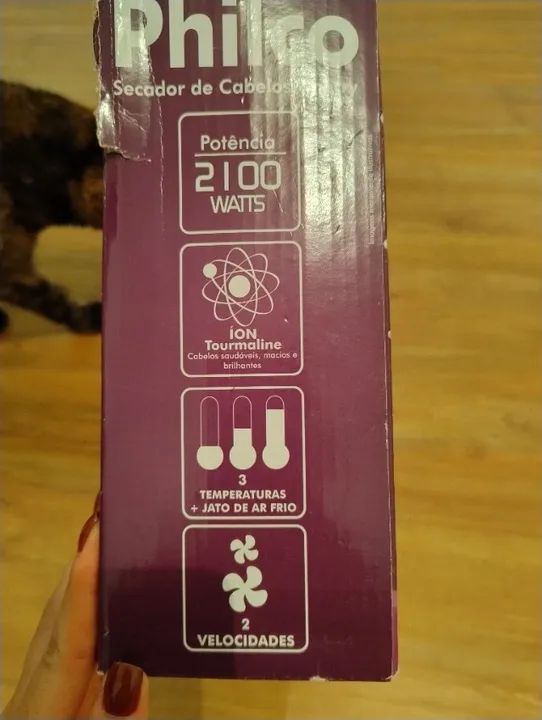 Philco
Secador de Cabelos
Potência
2100
WATTS
ÍON
Tourmaline
Cabelos saudáveis, macios e
brilhantes
3
TEMPERATURAS
+ JATO DE AR FRIO
2
VELOCIDADES